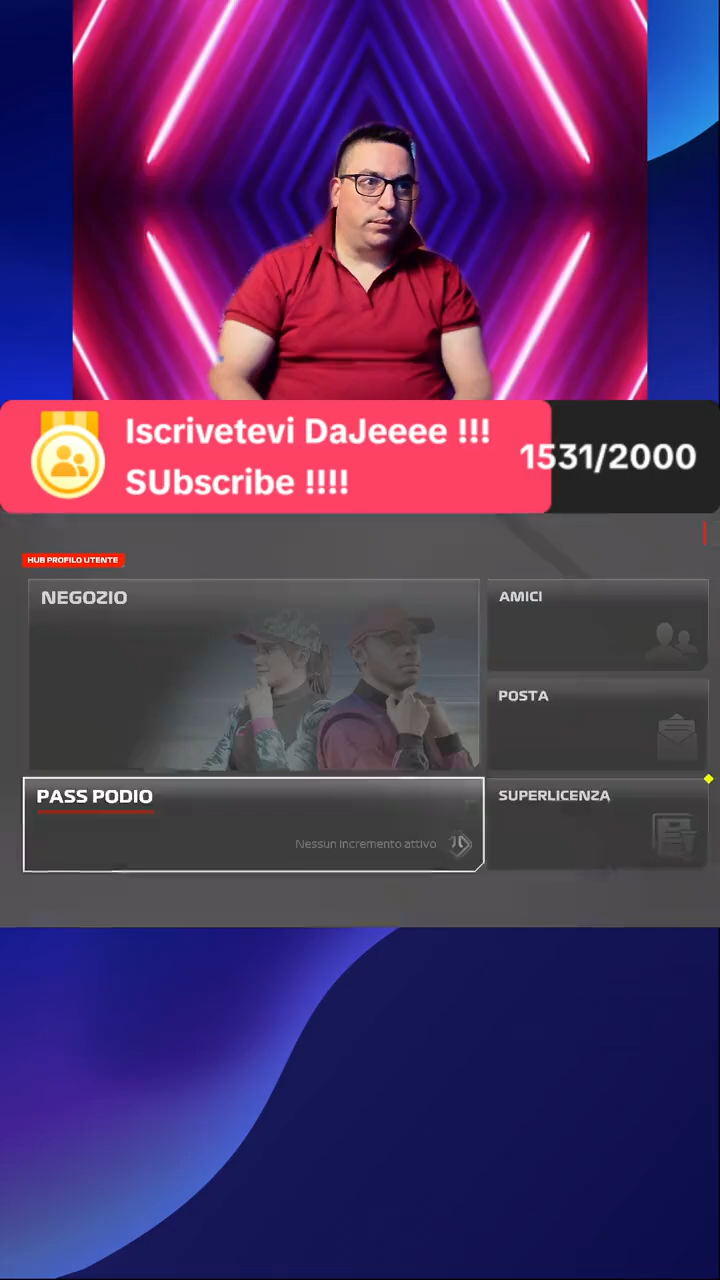 Iscrivetevi DaJeeee !!!
SUbscribe !!!!
1531/2000
HUB PROFILO UTENTE
NEGOZIO
AMICI
POSTA
PASS PODIO
Nessun incremento attivo
SUPERLICENZA